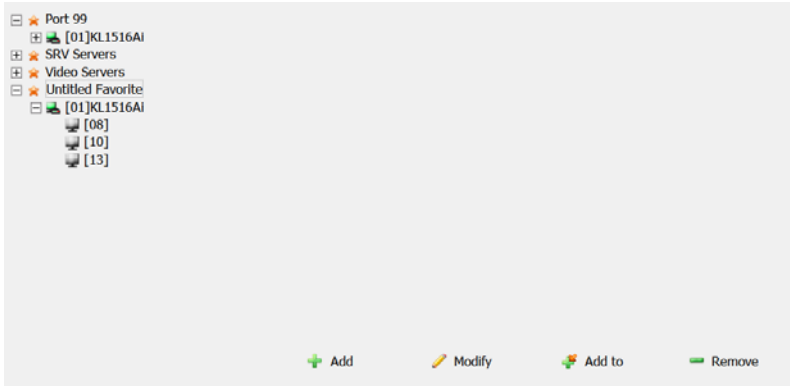 Port 99
[01]KL1516Ai
SRV Servers
Video Servers
Untitled Favorite
[01]KL1516Ai
[08]
[10]
[13]
Add Modify Add to Remove